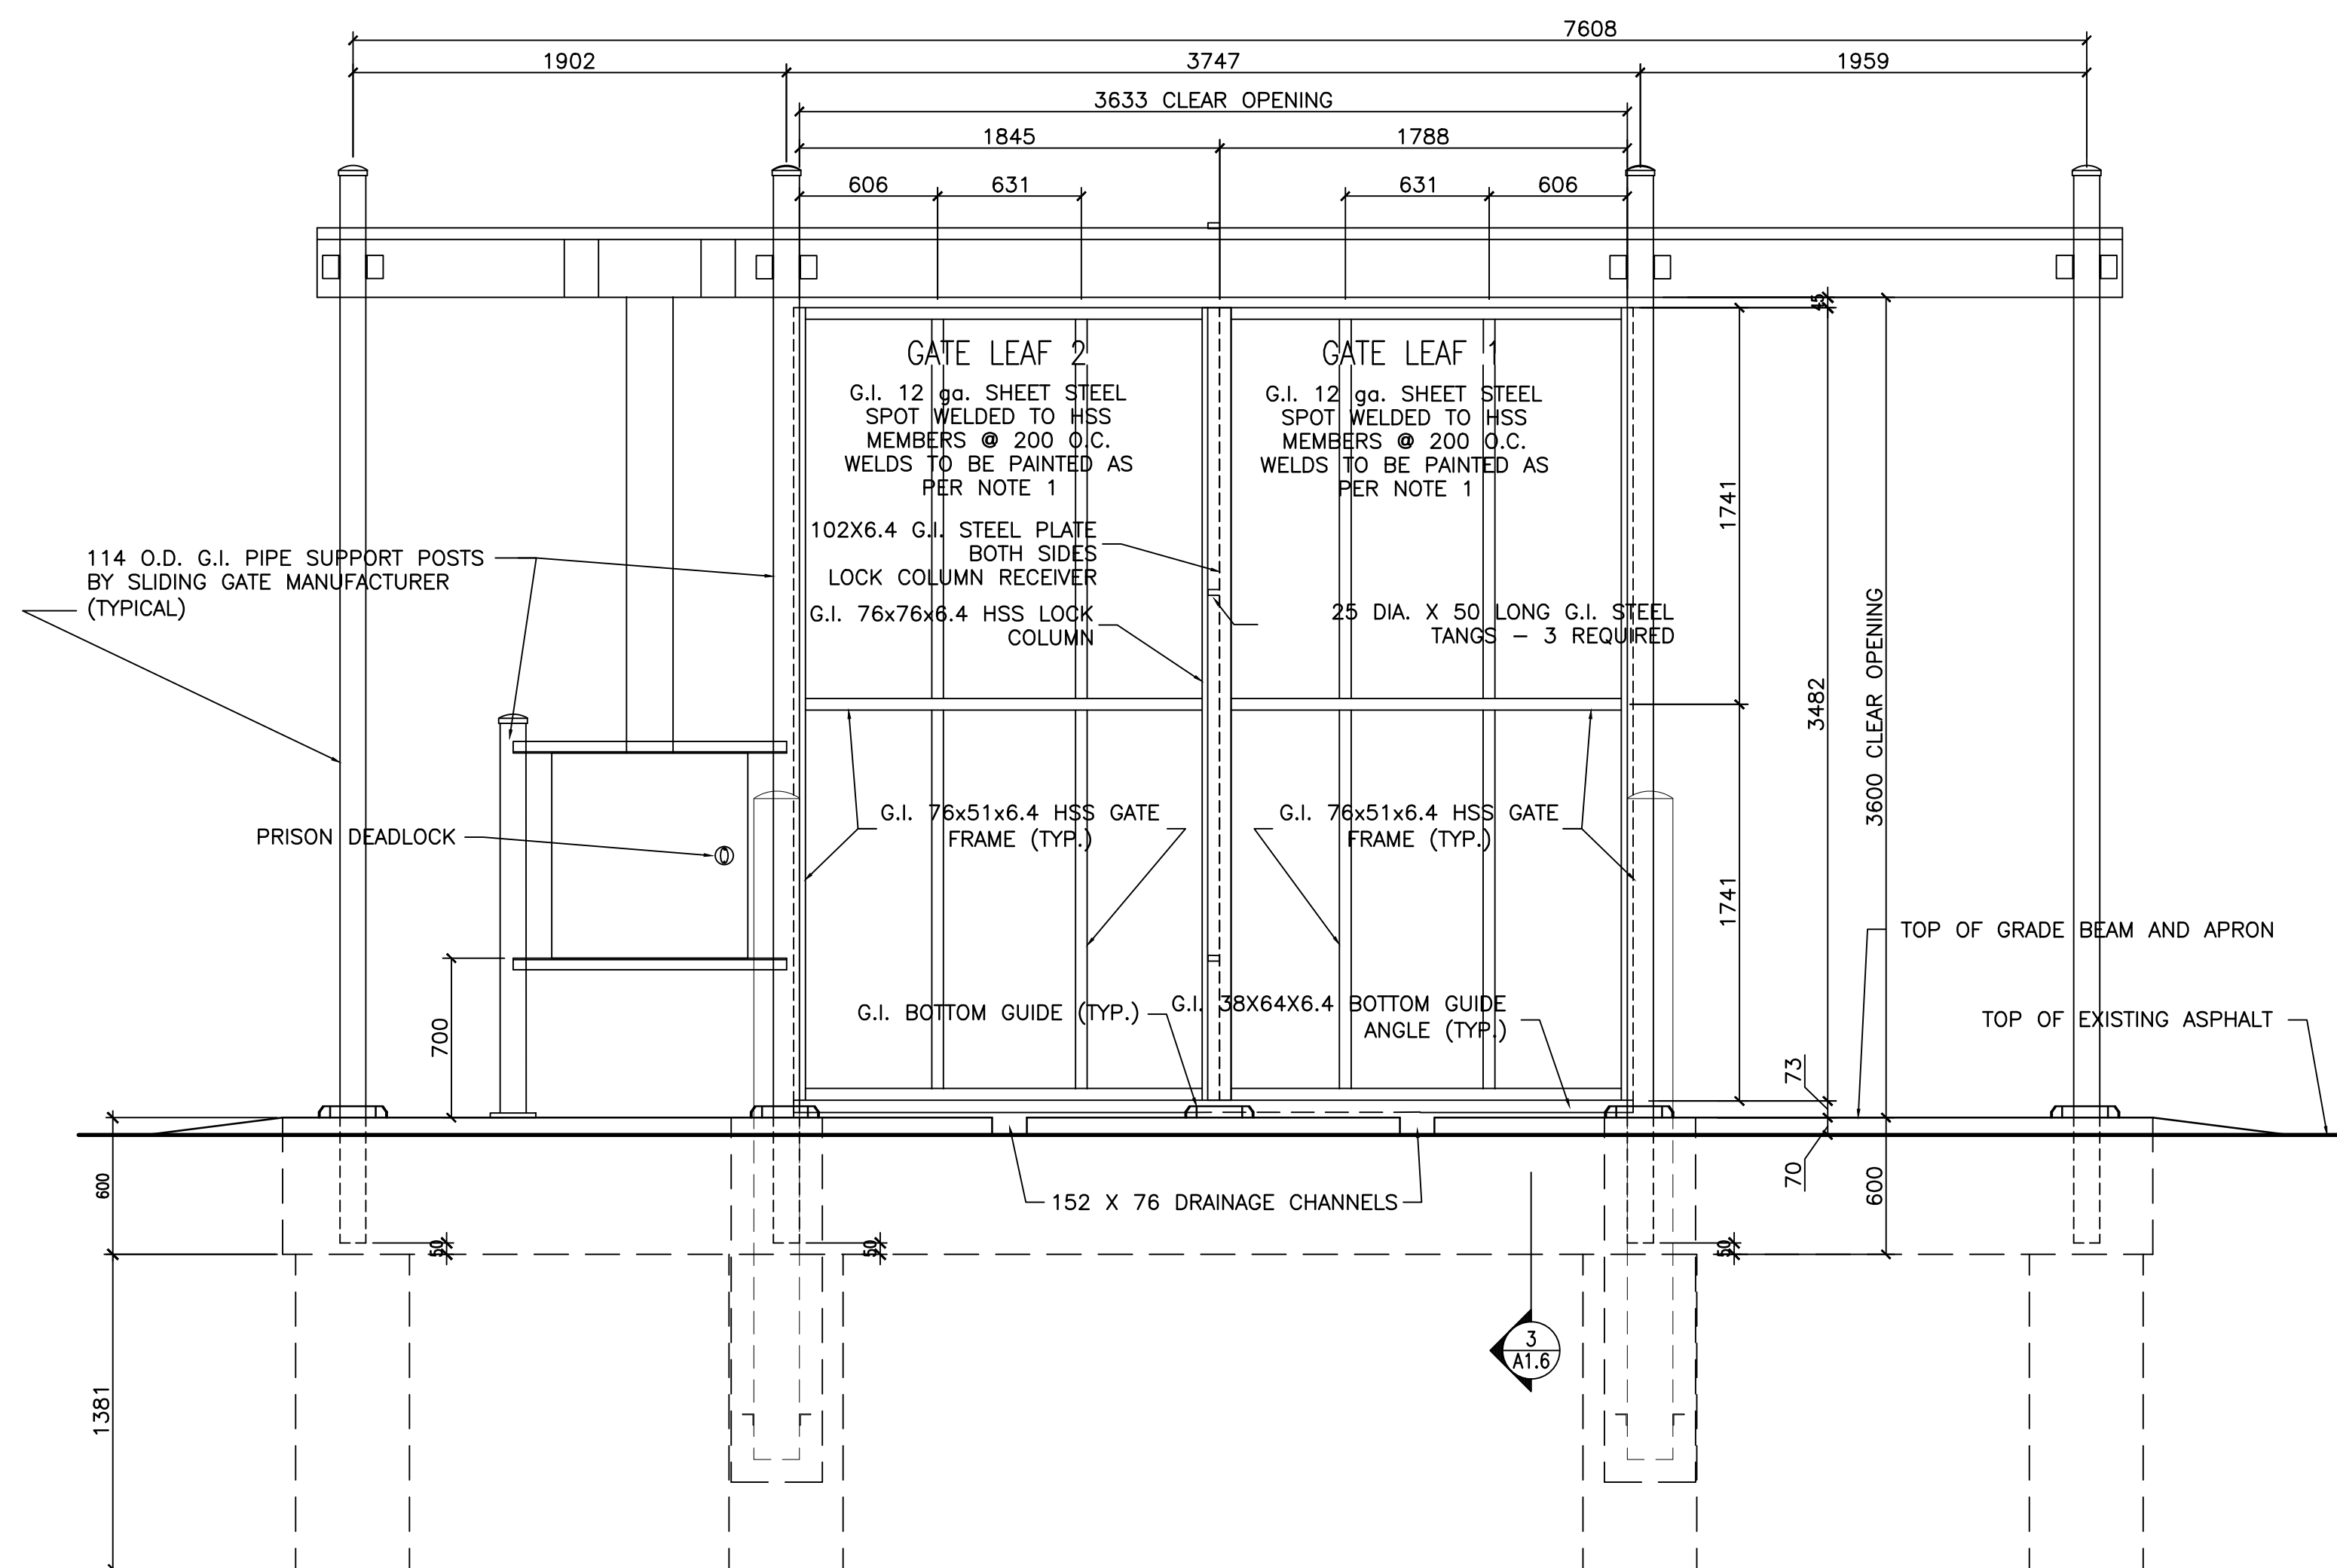 7608
1902
3747
1959
3633 CLEAR OPENING
1845
1788
606
631
631
606
45
GATE LEAF 2
G.I. 12 ga. SHEET STEEL
SPOT WELDED TO HSS
MEMBERS @ 200 O.C.
WELDS TO BE PAINTED AS
PER NOTE 1
GATE LEAF 1
G.I. 12 ga. SHEET STEEL
SPOT WELDED TO HSS
MEMBERS @ 200 O.C.
WELDS TO BE PAINTED AS
PER NOTE 1
1741
102X6.4 G.I. STEEL PLATE
BOTH SIDES
LOCK COLUMN RECEIVER
114 O.D. G.I. PIPE SUPPORT POSTS
BY SLIDING GATE MANUFACTURER
(TYPICAL)
G.I. 76x76x6.4 HSS LOCK
COLUMN
25 DIA. X 50 LONG G.I. STEEL
TANGS – 3 REQUIRED
3482
3600 CLEAR OPENING
PRISON DEADLOCK
G.I. 76x51x6.4 HSS GATE
FRAME (TYP.)
G.I. 76x51x6.4 HSS GATE
FRAME (TYP.)
1741
TOP OF GRADE BEAM AND APRON
G.I. BOTTOM GUIDE (TYP.)
G.I. 38X64X6.4 BOTTOM GUIDE
ANGLE (TYP.)
TOP OF EXISTING ASPHALT
700
73
600
152 X 76 DRAINAGE CHANNELS
70
600
50
50
50
3
A1.6
1381